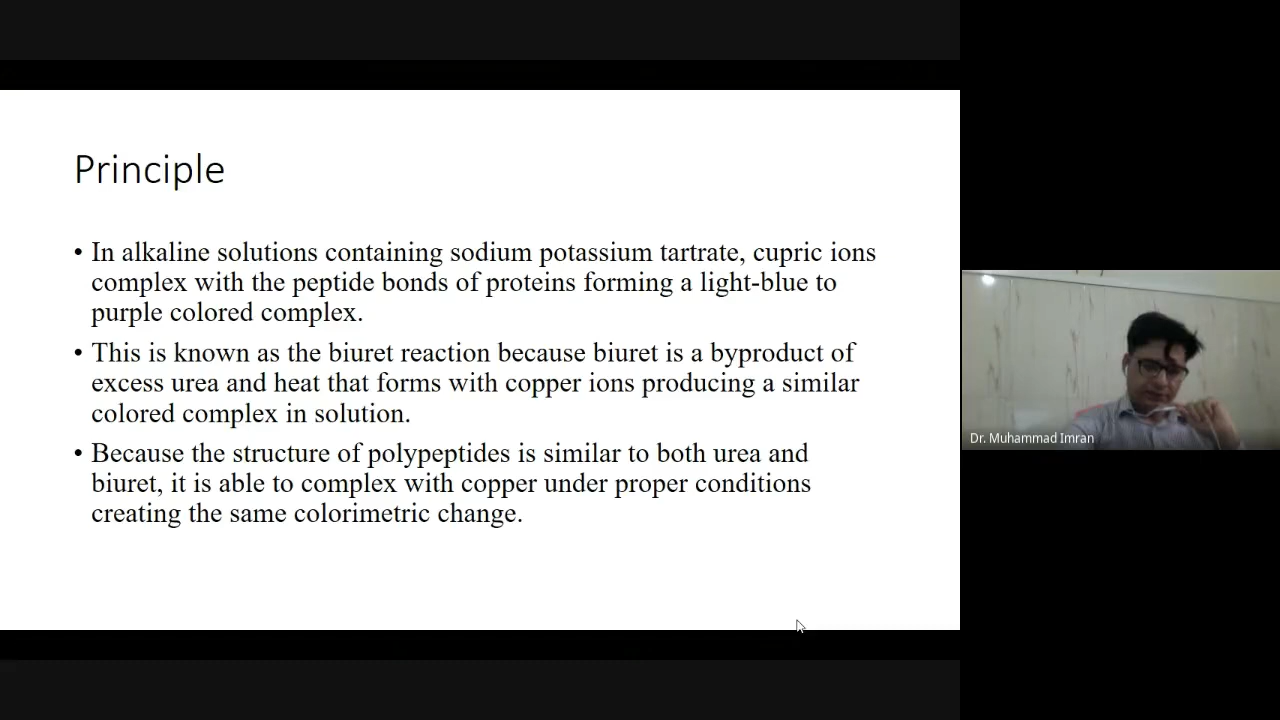 Principle
• In alkaline solutions containing sodium potassium tartrate, cupric ions
complex with the peptide bonds of proteins forming a light-blue to
purple colored complex.
• This is known as the biuret reaction because biuret is a byproduct of
excess urea and heat that forms with copper ions producing a similar
colored complex in solution.
• Because the structure of polypeptides is similar to both urea and
biuret, it is able to complex with copper under proper conditions
creating the same colorimetric change.
Dr. Muhammad Imran